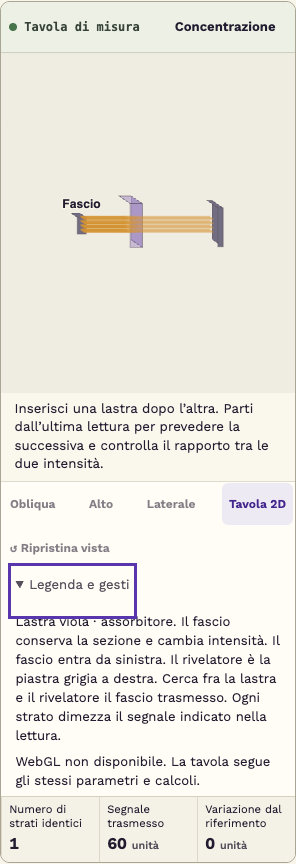 Tavola di misura
Concentrazione
Fascio
Inserisci una lastra dopo l’altra. Parti
dall’ultima lettura per prevedere la
successiva e controlla il rapporto tra le
due intensità.
Obliqua
Alto
Laterale
Tavola 2D
↺ Ripristina vista
▼ Legenda e gesti
Lastra viola · assorbitore. Il fascio
conserva la sezione e cambia intensità. Il
fascio entra da sinistra. Il rivelatore è la
piastra grigia a destra. Cerca fra la lastra
e il rivelatore il fascio trasmesso. Ogni
strato dimezza il segnale indicato nella
lettura.
WebGL non disponibile. La tavola segue
gli stessi parametri e calcoli.
Numero di
strati identici
1
Segnale
trasmesso
60 unità
Variazione dal
riferimento
0 unità